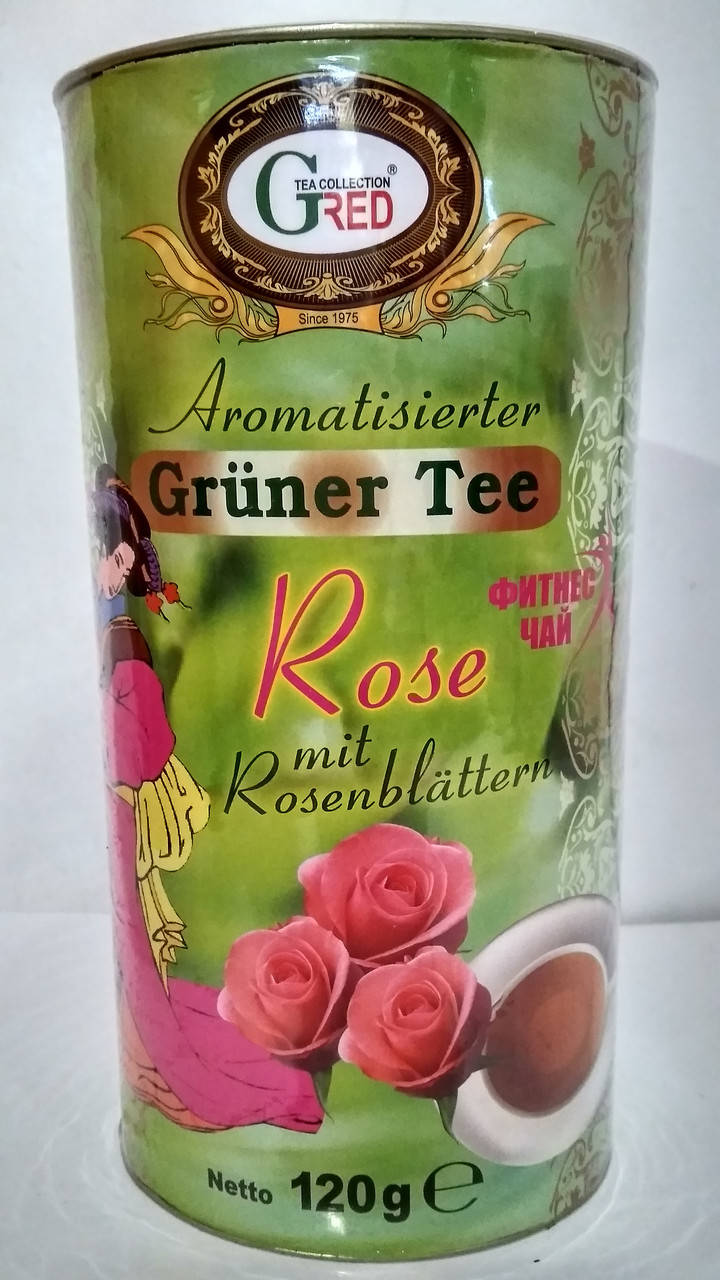 TEA COLLECTION
GRED®
Since 1975
Aromatisierter
Grüner Tee
Rose
ФИТНЕС
ЧАЙ
mit
Rosenblättern
Netto 120g ℮